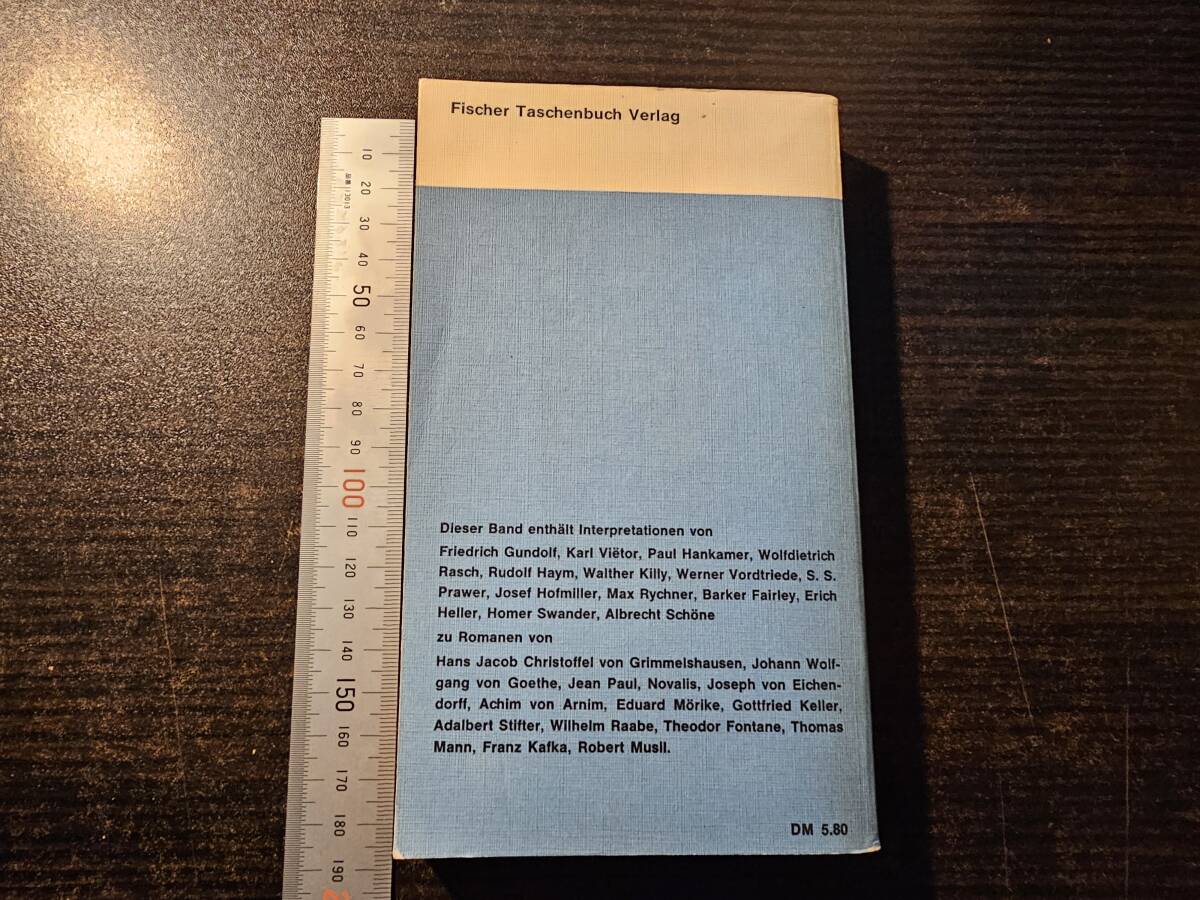 Fischer Taschenbuch Verlag
Dieser Band enthält Interpretationen von
Friedrich Gundolf, Karl Viëtor, Paul Hankamer, Wolfdietrich
Rasch, Rudolf Haym, Walther Killy, Werner Vordtriede, S. S.
Prawer, Josef Hofmiller, Max Rychner, Barker Fairley, Erich
Heller, Homer Swander, Albrecht Schöne
zu Romanen von
Hans Jacob Christoffel von Grimmelshausen, Johann Wolf-
gang von Goethe, Jean Paul, Novalis, Joseph von Eichen-
dorff, Achim von Arnim, Eduard Mörike, Gottfried Keller,
Adalbert Stifter, Wilhelm Raabe, Theodor Fontane, Thomas
Mann, Franz Kafka, Robert Musil.
DM 5.80
10
20
30
40
50
60
70
80
90
100
110
120
130
140
150
160
170
180
190
品番 13013